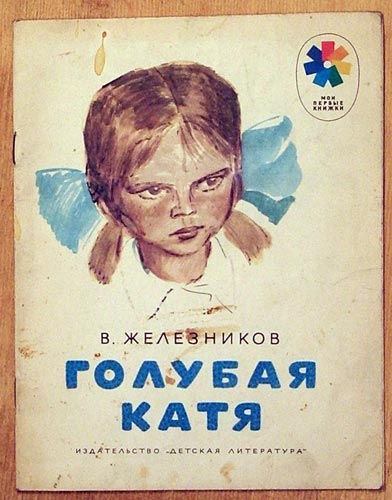 МОИ
ПЕРВЫЕ
КНИЖКИ
В. ЖЕЛЕЗНИКОВ
ГОЛУБАЯ
КАТЯ
ИЗДАТЕЛЬСТВО „ДЕТСКАЯ ЛИТЕРАТУРА"